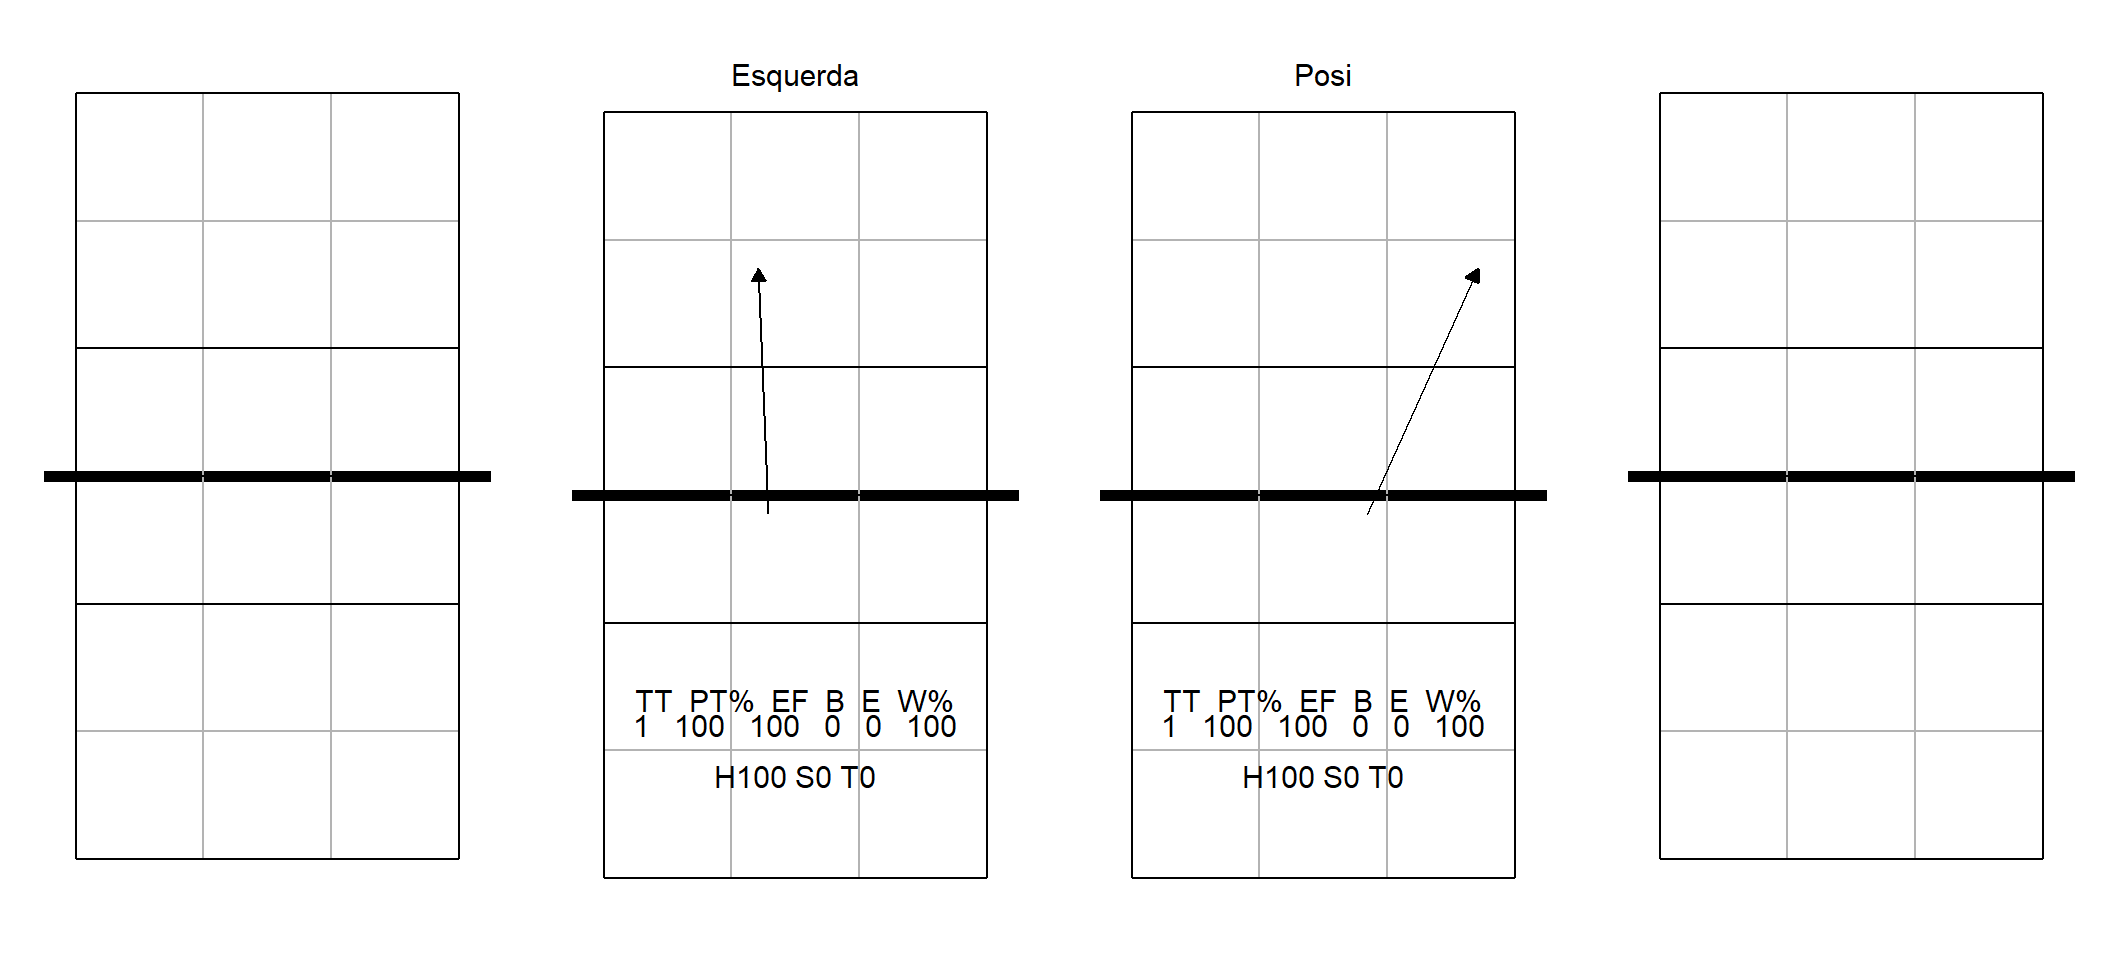 Esquerda
TT PT% EF B E W%
1 100 100 0 0 100
H100 S0 T0
Posi
TT PT% EF B E W%
1 100 100 0 0 100
H100 S0 T0